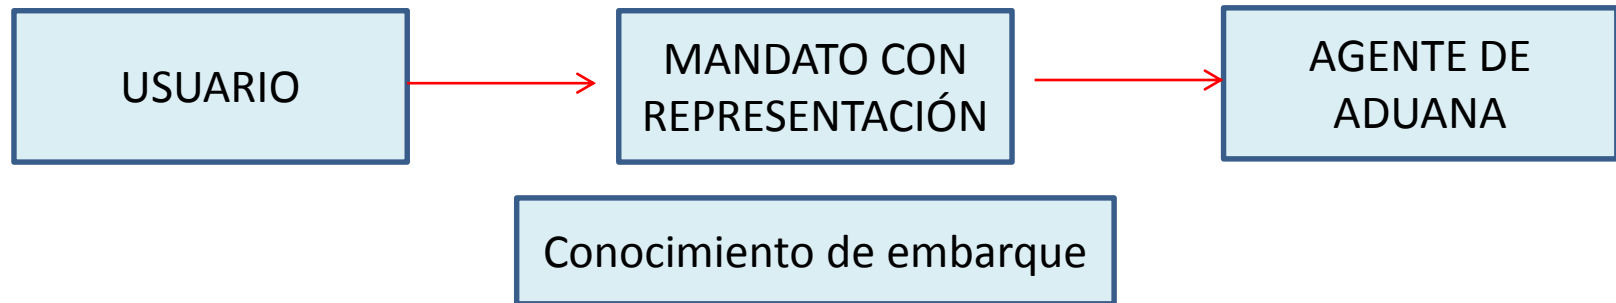 USUARIO
MANDATO CON
REPRESENTACIÓN
AGENTE DE
ADUANA
Conocimiento de embarque